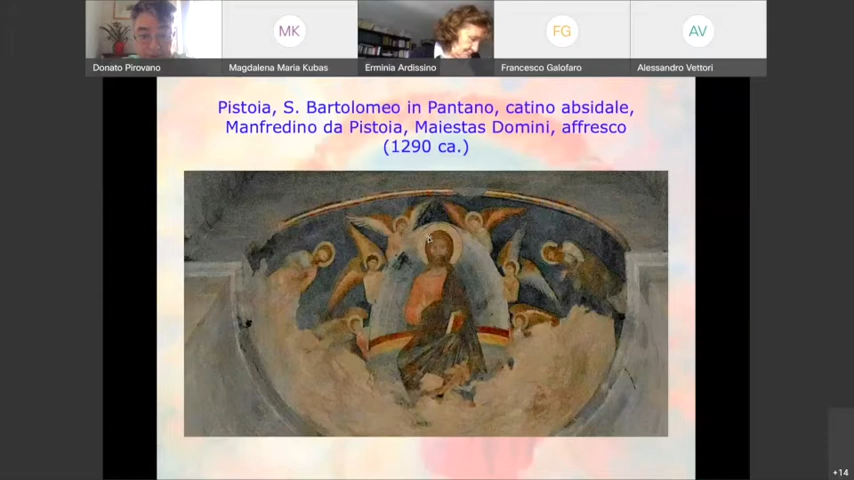 MK
FG
AV
Donato Pirovano
Magdalena Maria Kubas
Erminia Ardissino
Francesco Galofaro
Alessandro Vettori
Pistoia, S. Bartolomeo in Pantano, catino absidale,
Manfredino da Pistoia, Maiestas Domini, affresco
(1290 ca.)
+14